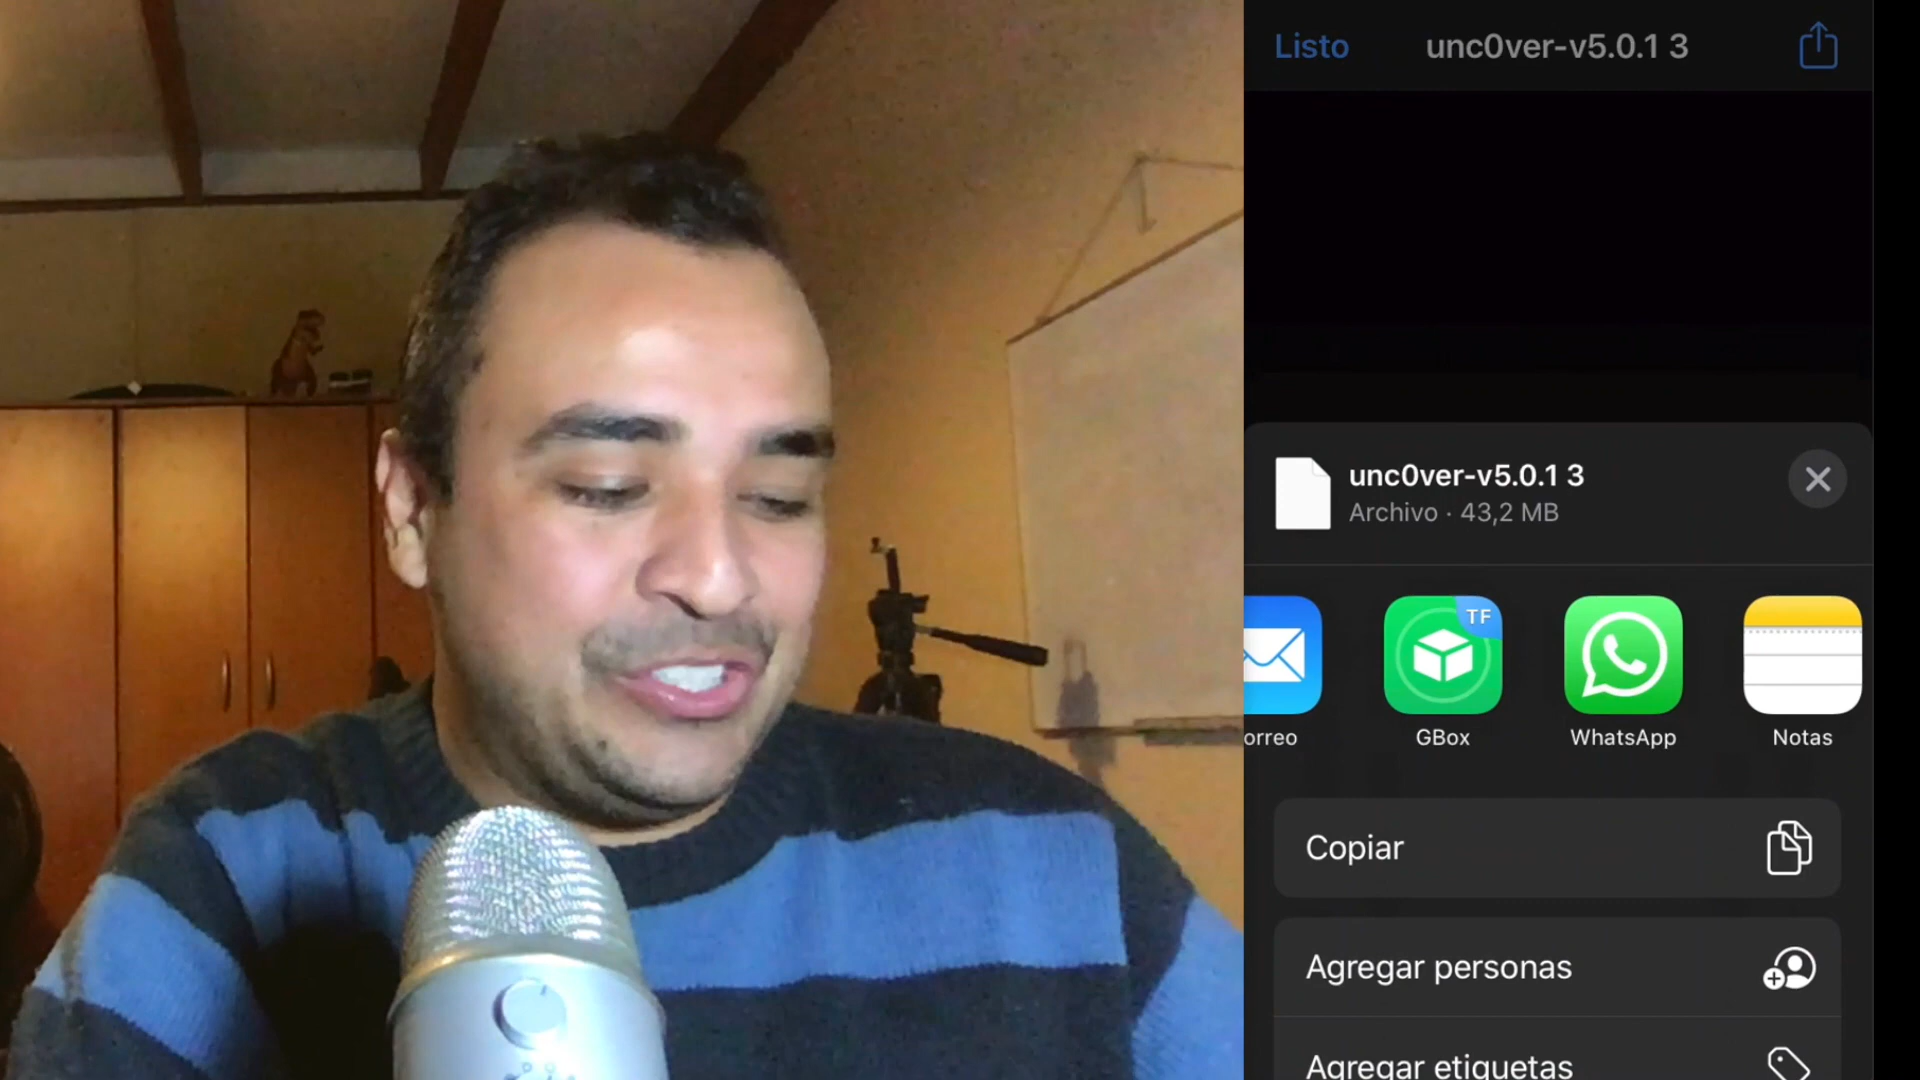 Listo
unc0ver-v5.0.1 3
unc0ver-v5.0.1 3
Archivo · 43,2 MB
TF
orreo
GBox
WhatsApp
Notas
Copiar
Agregar personas
Agregar etiquetas